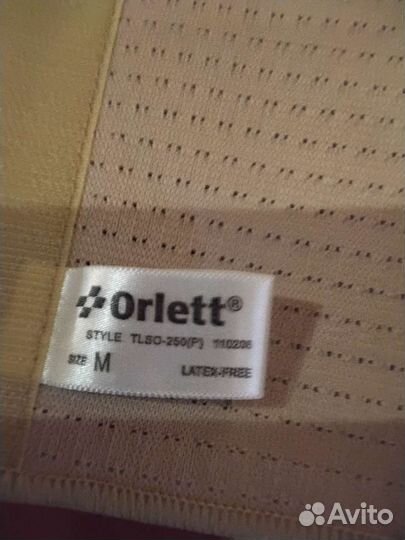 Orlett®
STYLE TLSO-250(P) 110206
SIZE M LATEX-FREE
Avito